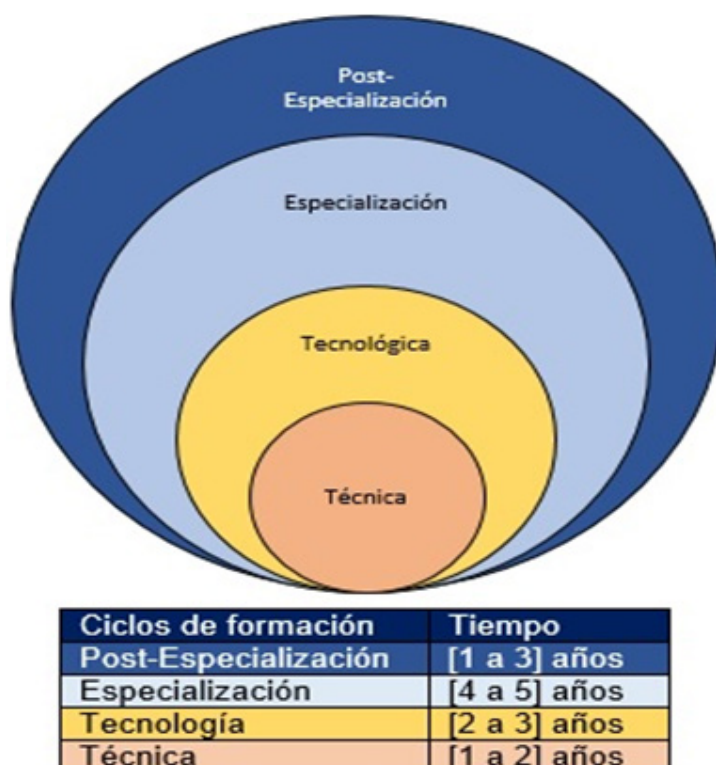 Post-
Especialización
Especialización
Tecnológica
Técnica
Ciclos de formación Tiempo
Post-Especialización [1 a 3] años
Especialización [4 a 5] años
Tecnología [2 a 3] años
Técnica [1 a 2] años